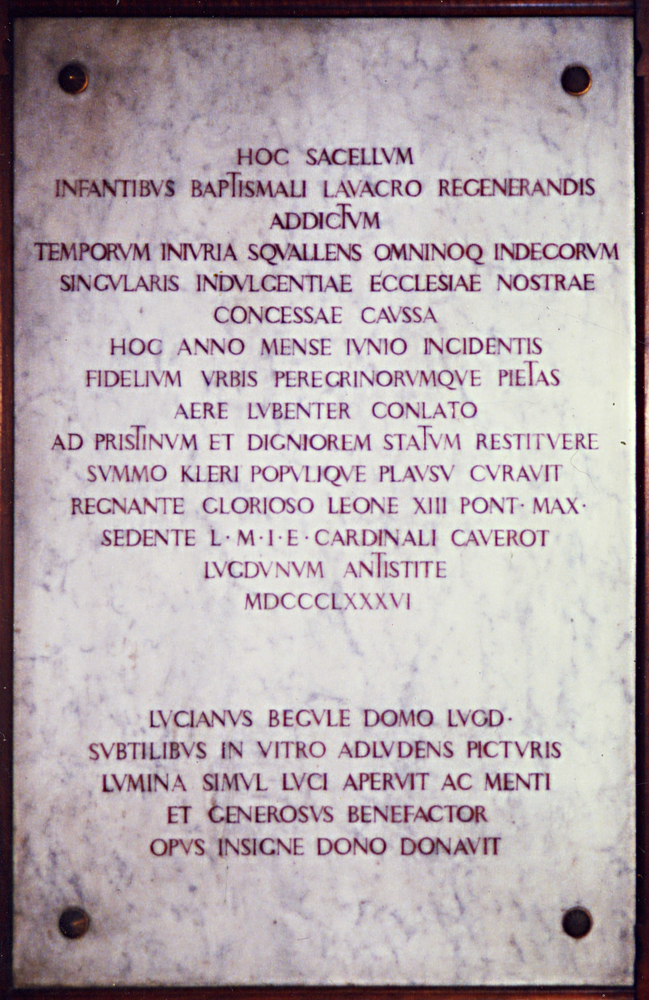 HOC SACELLVM
INFANTIBVS BAPTISMALI LAVACRO REGENERANDIS
ADDICTVM
TEMPORVM INIVRIA SQVALLENS OMNINOQ INDECORVM
SINGVLARIS INDVLGENTIAE ECCLESIAE NOSTRAE
CONCESSAE CAVSSA
HOC ANNO MENSE IVNIO INCIDENTIS
FIDELIVM VRBIS PEREGRINORVMQVE PIETAS
AERE LVBENTER CONLATO
AD PRISTINVM ET DIGNIOREM STATVM RESTITVERE
SVMMO KLERI POPVLIQVE PLAVSV CVRAVIT
REGNANTE GLORIOSO LEONE XIII PONT· MAX·
SEDENTE L·M·I·E·CARDINALI CAVEROT
LVGDVNVM ANTISTITE
MDCCCLXXXVI
LVCIANVS BEGVLE DOMO LVGD·
SVBTILIBVS IN VITRO ADLVDENS PICTVRIS
LVMINA SIMVL LVCI APERVIT AC MENTI
ET GENEROSVS BENEFACTOR
OPVS INSIGNE DONO DONAVIT